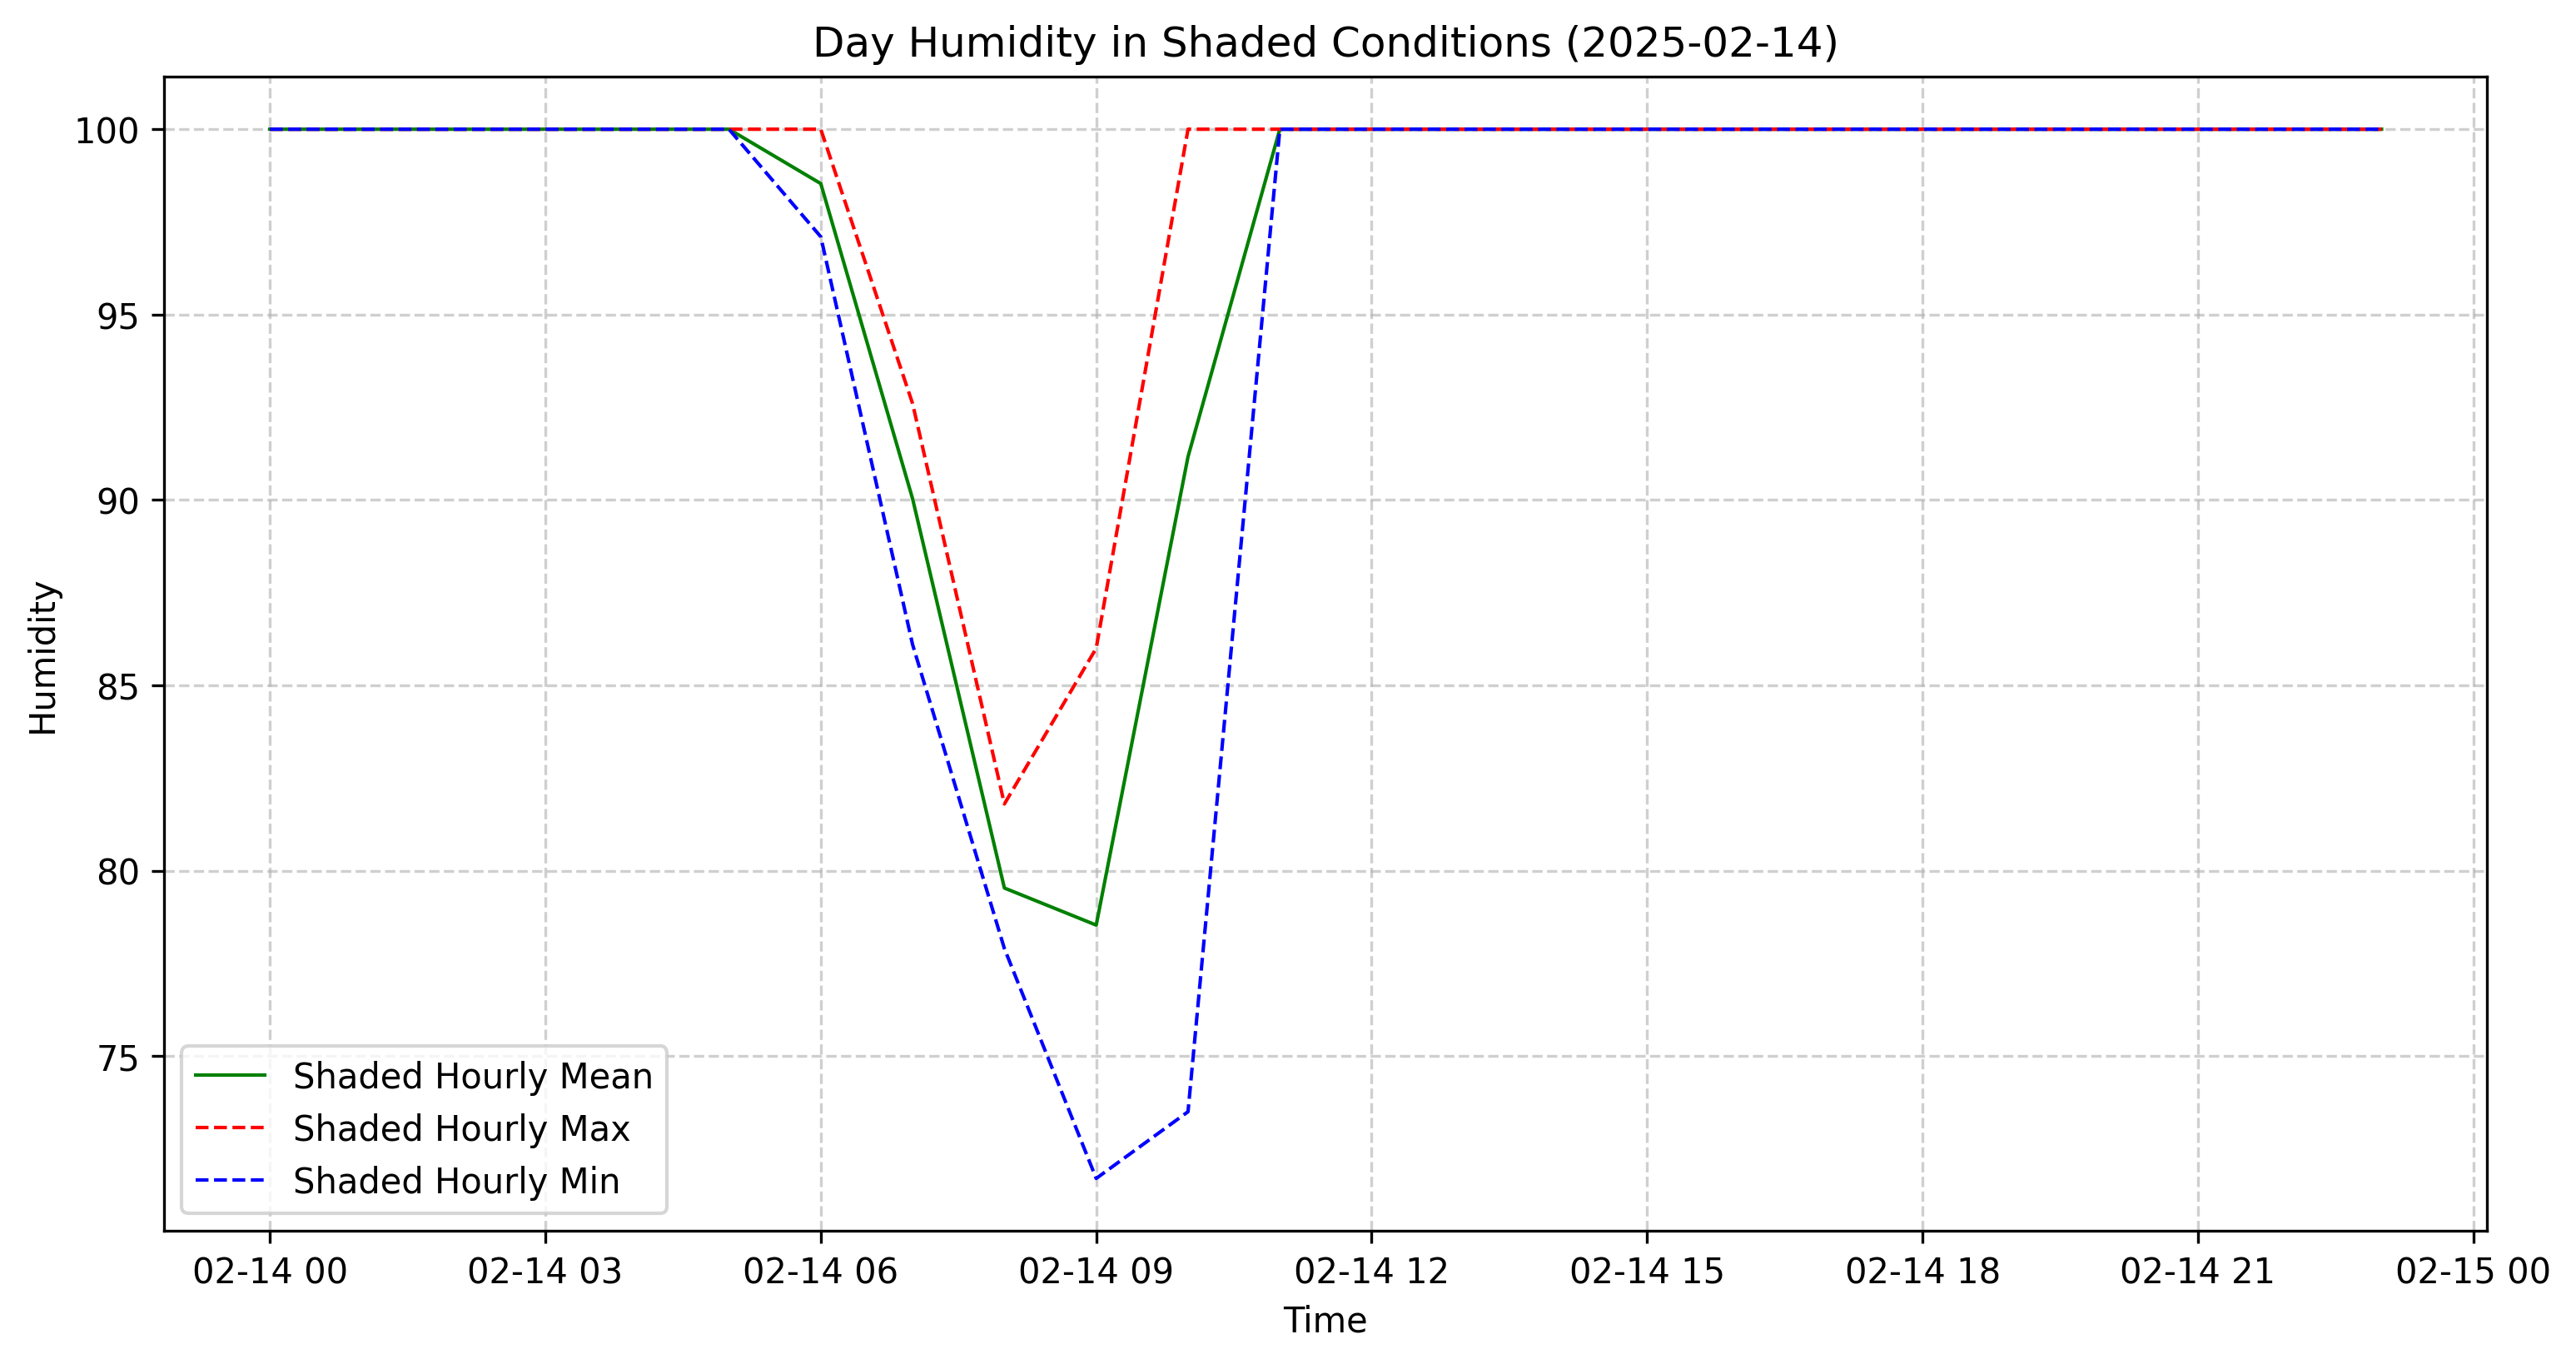 Day Humidity in Shaded Conditions (2025-02-14)
Humidity
100
95
90
85
80
75
Shaded Hourly Mean
Shaded Hourly Max
Shaded Hourly Min
02-14 00 02-14 03 02-14 06 02-14 09 02-14 12 02-14 15 02-14 18 02-14 21 02-15 00
Time